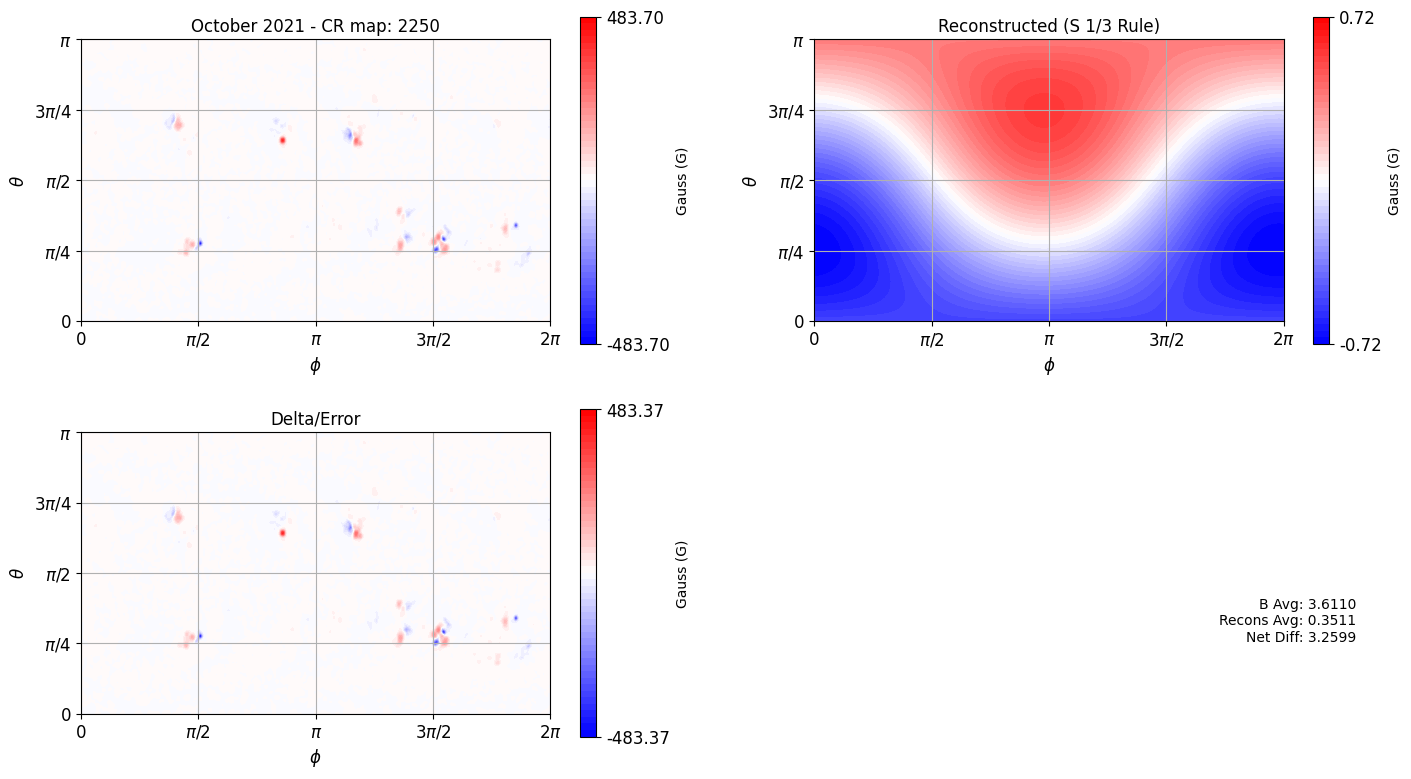 October 2021 - CR map: 2250
π
3π/4
π/2
π/4
0
θ
0
π/2
π
3π/2
2π
ϕ
483.70
-483.70
Gauss (G)
Reconstructed (S 1/3 Rule)
π
3π/4
π/2
π/4
0
θ
0
π/2
π
3π/2
2π
ϕ
0.72
-0.72
Gauss (G)
Delta/Error
π
3π/4
π/2
π/4
0
θ
0
π/2
π
3π/2
2π
ϕ
483.37
-483.37
Gauss (G)
B Avg: 3.6110
Recons Avg: 0.3511
Net Diff: 3.2599